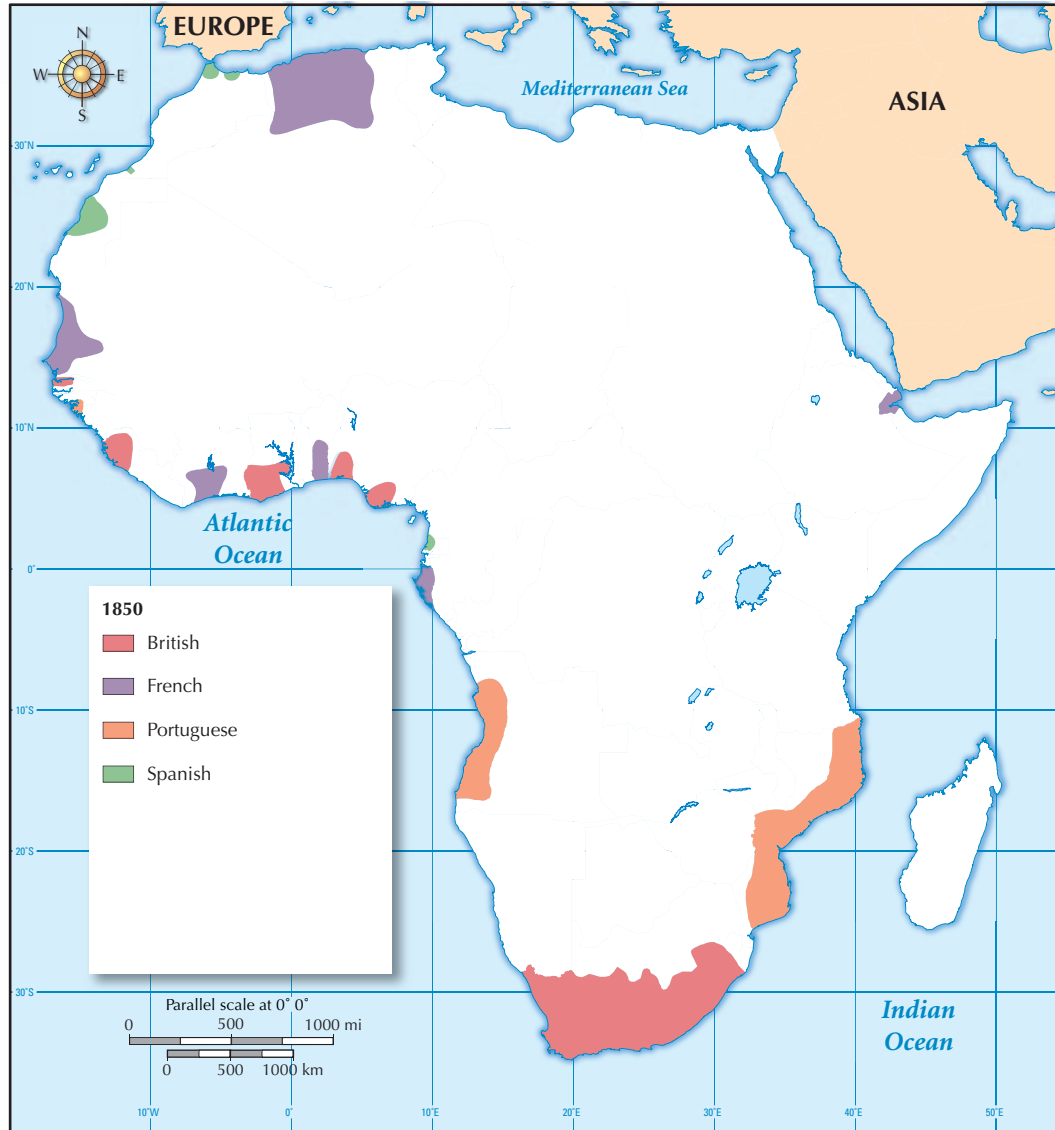 EUROPE
N
W
E
S
Mediterranean Sea
ASIA
30°N
20°N
10°N
Atlantic
Ocean
0°
1850
British
French
Portuguese
Spanish
10°S
20°S
30°S
Parallel scale at 0° 0°
0 500 1000 mi
0 500 1000 km
Indian
Ocean
10°W 0° 10°E 20°E 30°E 40°E 50°E